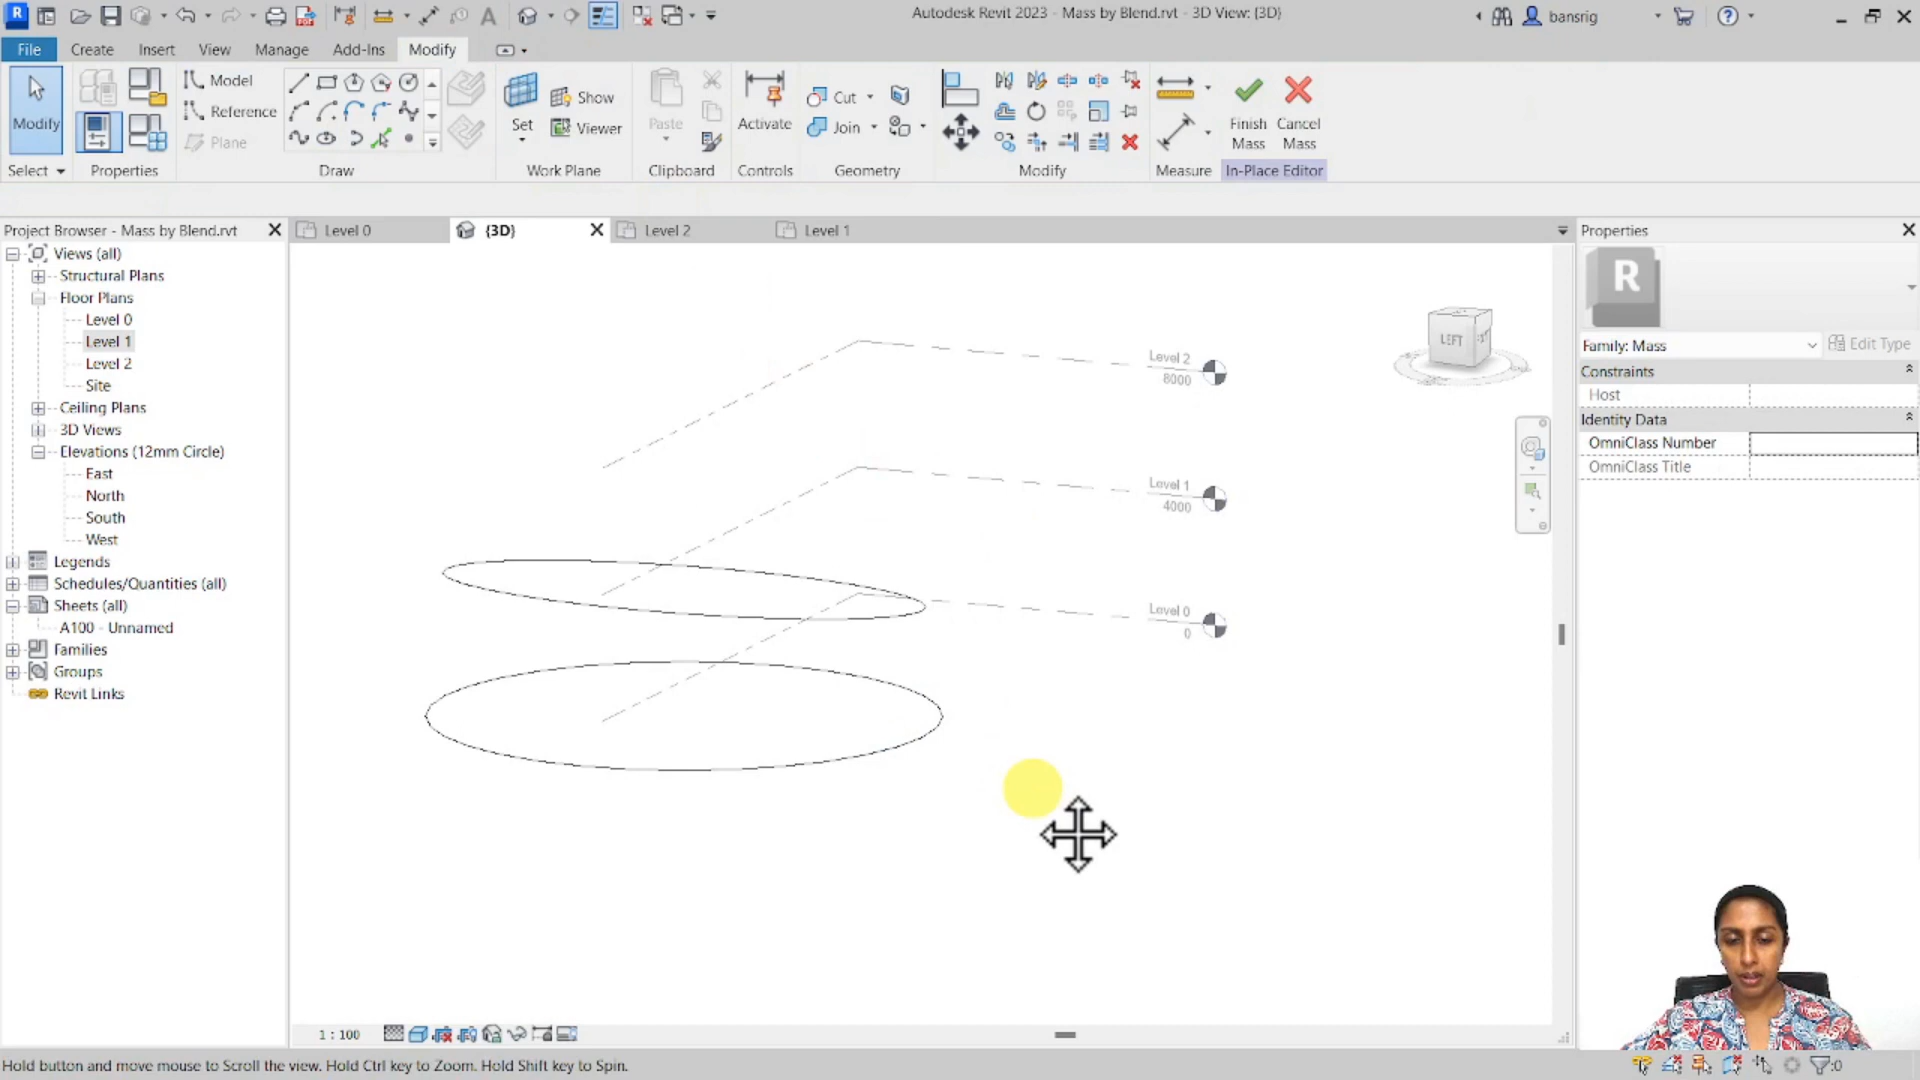 Autodesk Revit 2023 - Mass by Blend.rvt - 3D View: {3D}
bansrig
File Create Insert View Manage Add-Ins Modify
Modify
Model
Reference
Plane
Set
Show
Viewer
Paste
Activate
Cut
Join
Finish Mass
Cancel Mass
Select Properties Draw Work Plane Clipboard Controls Geometry Modify Measure In-Place Editor
Project Browser - Mass by Blend.rvt
Level 0
{3D}
Level 2
Level 1
Properties
Views (all)
Structural Plans
Floor Plans
Level 0
Level 1
Level 2
Site
Ceiling Plans
3D Views
Elevations (12mm Circle)
East
North
South
West
Legends
Schedules/Quantities (all)
Sheets (all)
A100 - Unnamed
Families
Groups
Revit Links
Level 2
8000
Level 1
4000
Level 0
0
LEFT
R
Family: Mass
Edit Type
Constraints
Host
Identity Data
OmniClass Number
OmniClass Title
1 : 100
Hold button and move mouse to Scroll the view. Hold Ctrl key to Zoom. Hold Shift key to Spin.
:0